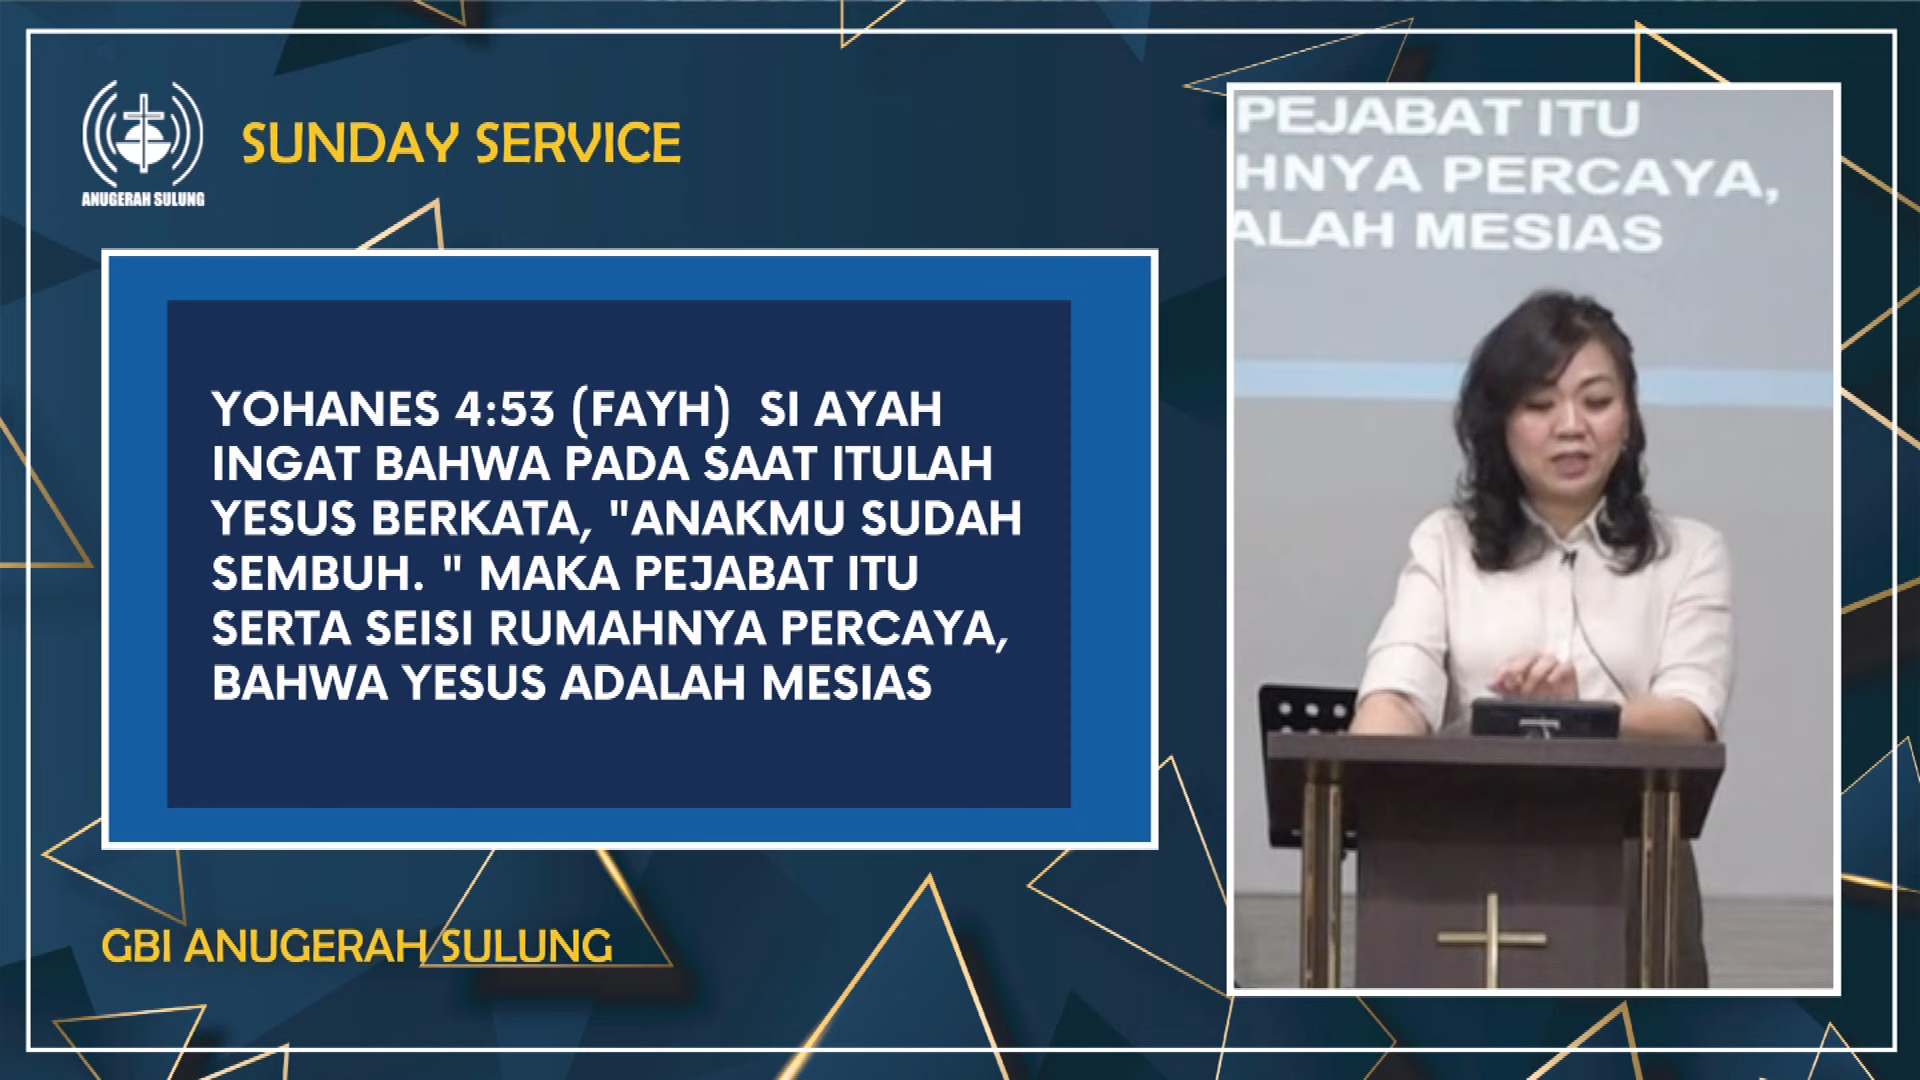 ANUGERAH SULUNG
SUNDAY SERVICE
YOHANES 4:53 (FAYH)  SI AYAH
INGAT BAHWA PADA SAAT ITULAH
YESUS BERKATA, "ANAKMU SUDAH
SEMBUH. " MAKA PEJABAT ITU
SERTA SEISI RUMAHNYA PERCAYA,
BAHWA YESUS ADALAH MESIAS
GBI ANUGERAH SULUNG
PEJABAT ITU
HNYA PERCAYA,
ALAH MESIAS